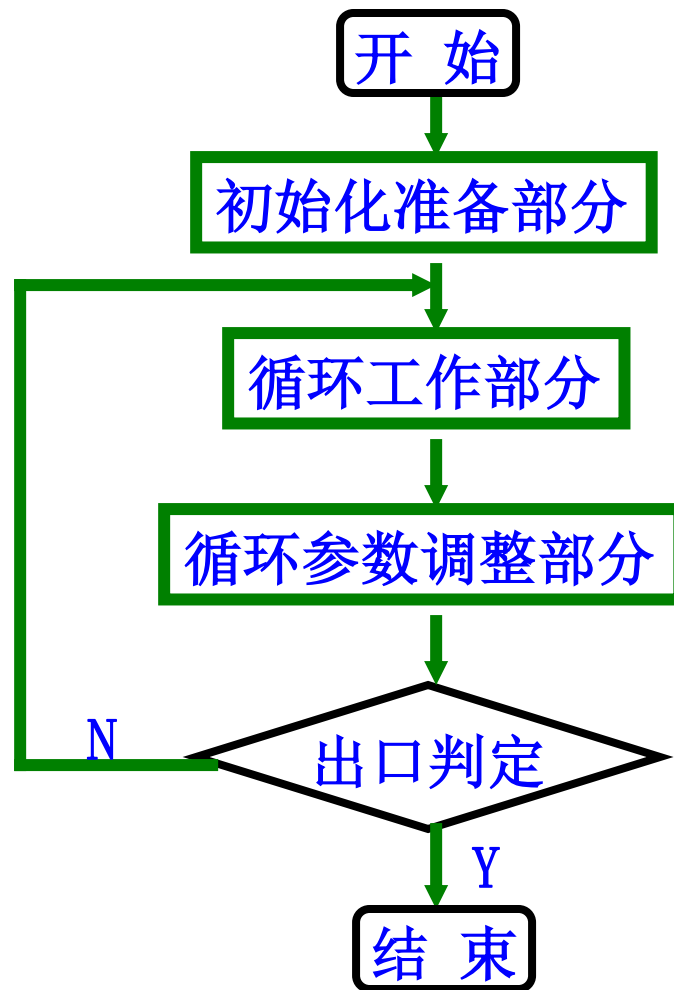 开 始
初始化准备部分
循环工作部分
循环参数调整部分
N
出口判定
Y
结 束